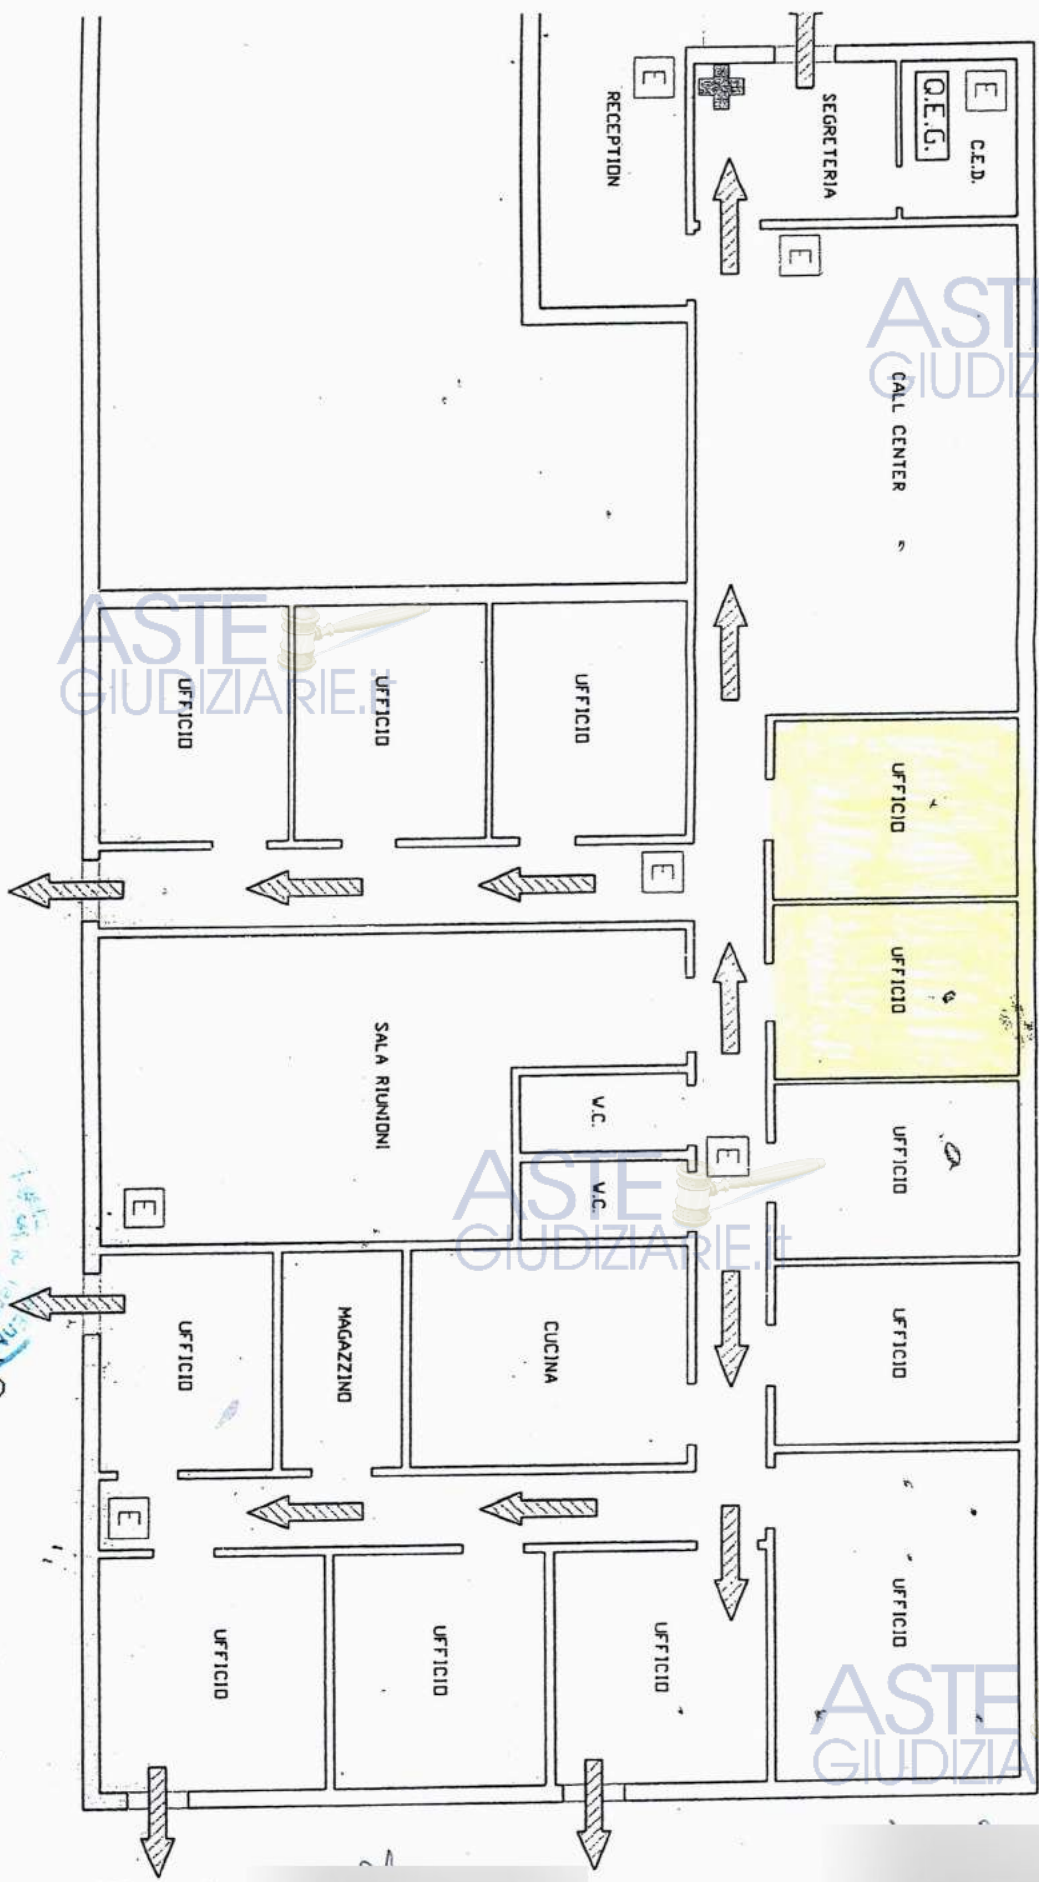 E
C.E.D.
Q.E.G.
SEGRETERIA
E
RECEPTION
E
CALL CENTER
ASTE
GIUDIZ
ASTE
GIUDIZIARIE.it
UFFICIO
UFFICIO
UFFICIO
UFFICIO
E
UFFICIO
SALA RIUNIONI
W.C.
W.C.
E
UFFICIO
E
ASTE
GIUDIZIARIE.it
UFFICIO
MAGAZZINO
CUCINA
UFFICIO
E
UFFICIO
UFFICIO
UFFICIO
UFFICIO
ASTE
GIUDIZIA